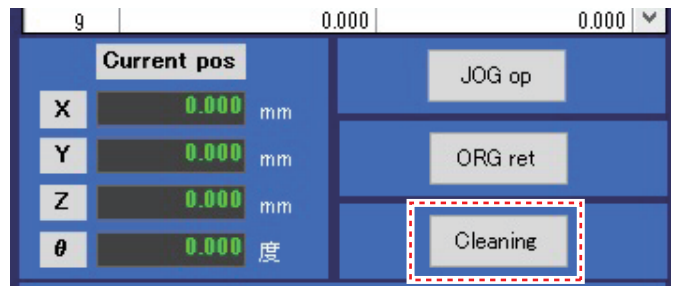 9 0.000 0.000
Current pos
X 0.000 mm
Y 0.000 mm
Z 0.000 mm
θ 0.000 度
JOG op
ORG ret
Cleaning